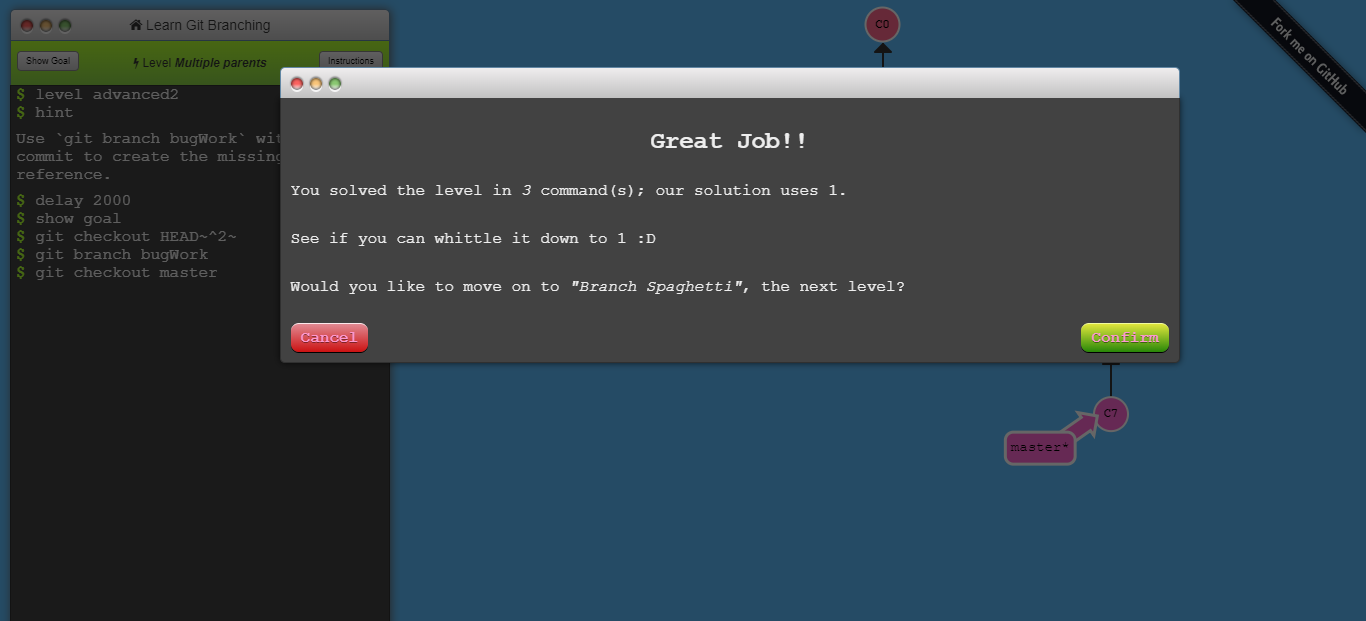 Learn Git Branching
Show Goal
Level Multiple parents
Instructions
$ level advanced2
$ hint
Use `git branch bugWork` wit
commit to create the missing
reference.
$ delay 2000
$ show goal
$ git checkout HEAD~^2~
$ git branch bugWork
$ git checkout master
C0
Fork me on GitHub
Great Job!!
You solved the level in 3 command(s); our solution uses 1.
See if you can whittle it down to 1 :D
Would you like to move on to "Branch Spaghetti", the next level?
Cancel
Confirm
C7
master*